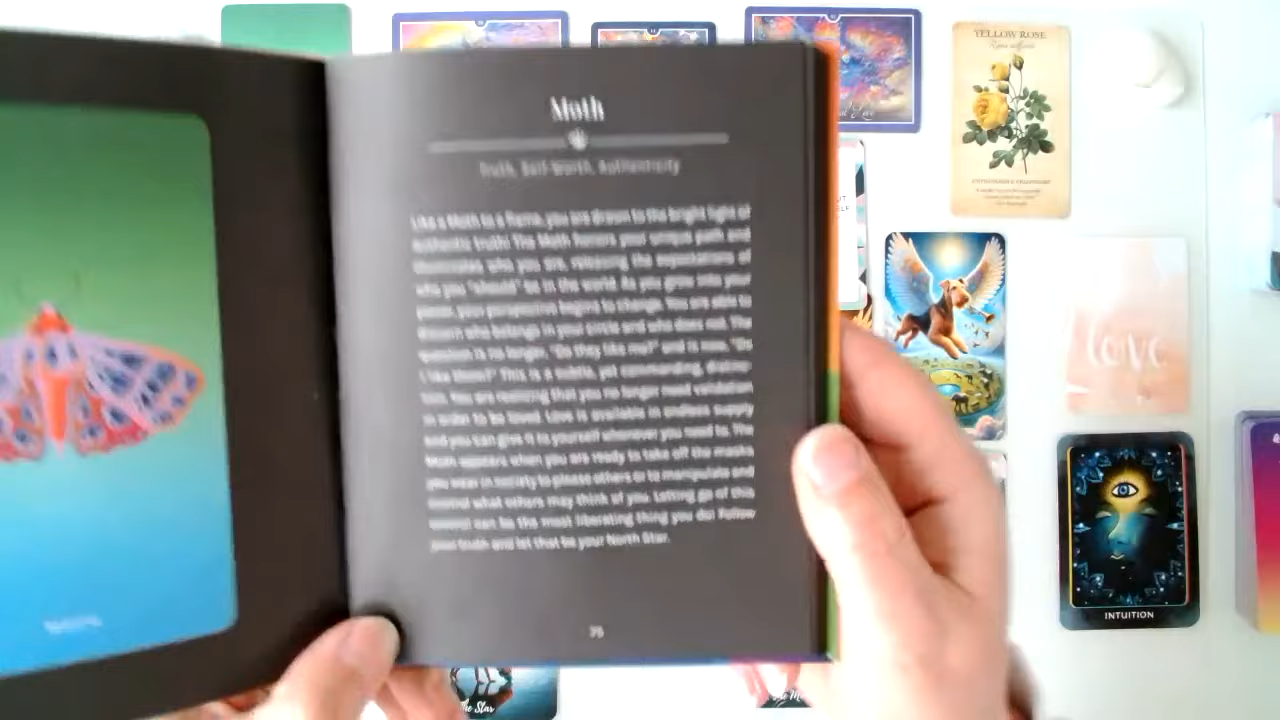 Moth
Truth, Self-Worth, Authenticity
Like a Moth to a flame, you are drawn to the bright light of
authentic truth! The Moth honors your unique path and
who you are, releasing the expectations of
who you "should" be in the world. As you grow into your
power, your perspective begins to change. You are able to
discern who belongs in your circle and who does not. The
question is no longer, "Do they like me?" and is now, "Do
I like them?" This is a subtle, yet commanding, distinc-
tion. You are realizing that you no longer need validation
in order to be loved. Love is available in endless supply
and you can give it to yourself whenever you need to. The
Moth appears when you are ready to take off the masks
you wear in society to please others or to manipulate and
control what others may think of you. Letting go of this
control can be the most liberating thing you do! Follow
your truth and let that be your North Star.
75
YELLOW ROSE
Love
love
INTUITION
The Star
The